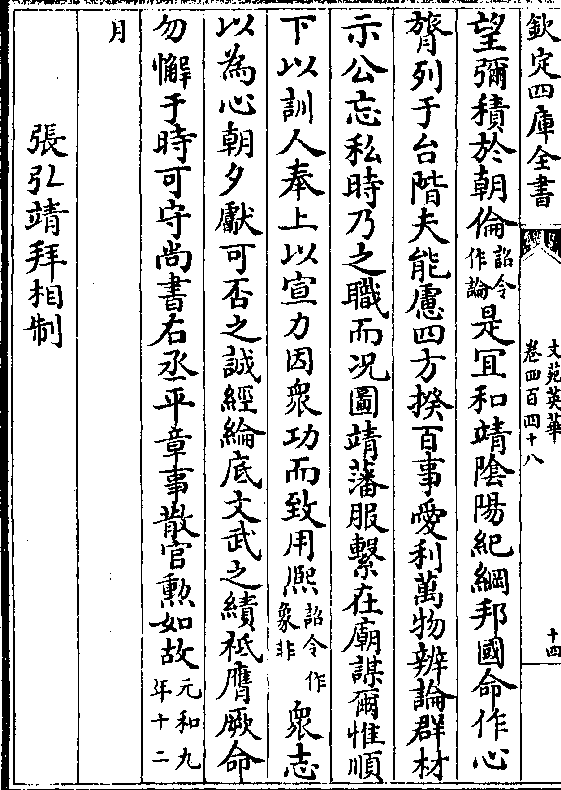 欽定四庫全書
文苑英華
卷四百四十八
十四
望彌積於朝倫詔令作論是宜和靖陰陽紀綱邦國命作心
膂列于台階夫能慮四方揆百事愛利萬物辨論群材
示公忘私時乃之職而况圖靖藩服繫在廟謀爾惟順
下以訓人奉上以宣力因衆功而致用熈詔令作象非衆志
以為心朝夕獻可否之誠經綸底文武之績祗膺厥命
勿懈于時可守尚書右丞平章事散官勲如故元和九年十二
月
張弘靖拜相制